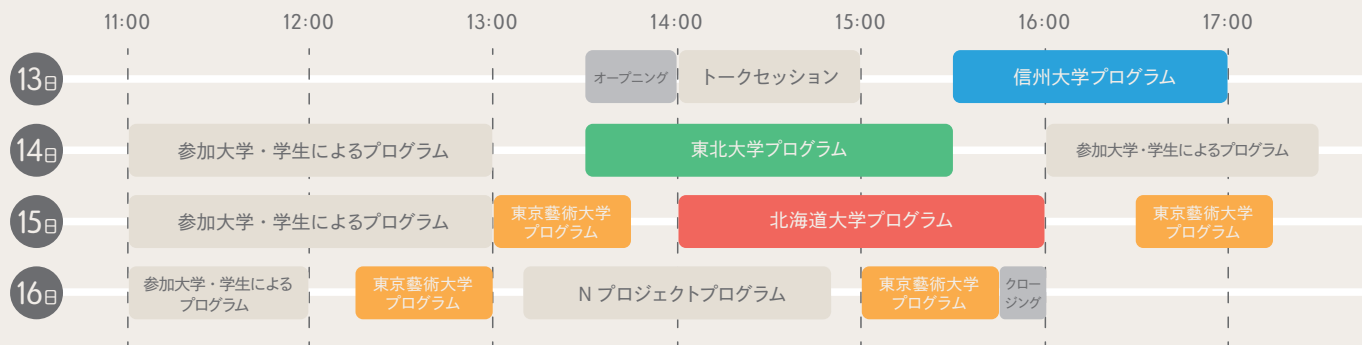 11:00 12:00 13:00 14:00 15:00 16:00 17:00
13日
オープニング
トークセッション
信州大学プログラム
14日
参加大学・学生によるプログラム
東北大学プログラム
参加大学・学生によるプログラム
15日
参加大学・学生によるプログラム
東京藝術大学
プログラム
北海道大学プログラム
東京藝術大学
プログラム
16日
参加大学・学生による
プログラム
東京藝術大学
プログラム
N プロジェクトプログラム
東京藝術大学
プログラム
クロー
ジング